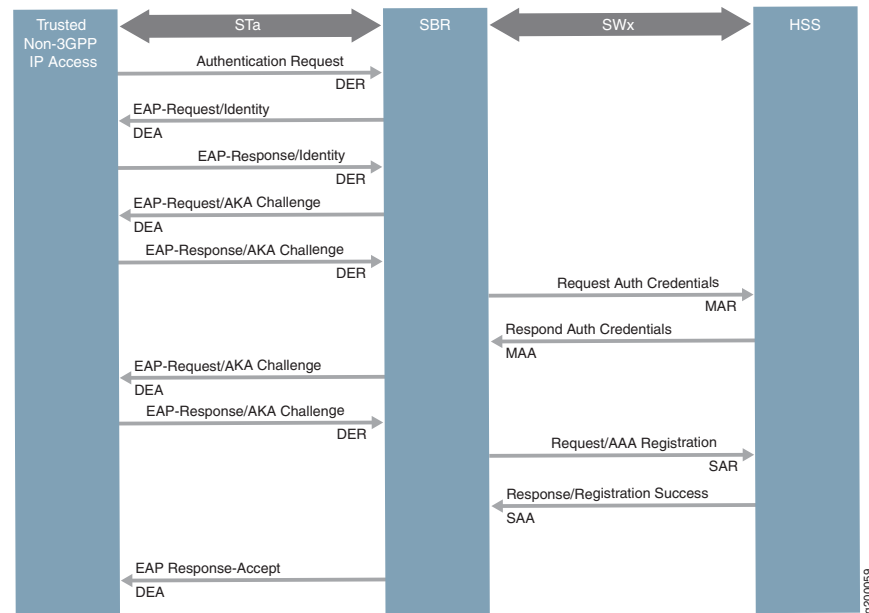 Trusted
Non-3GPP
IP Access
STa
SBR
SWx
HSS
Authentication Request
DER
EAP-Request/Identity
DEA
EAP-Response/Identity
DER
EAP-Request/AKA Challenge
DEA
EAP-Response/AKA Challenge
DER
Request Auth Credentials
MAR
Respond Auth Credentials
MAA
EAP-Request/AKA Challenge
DEA
EAP-Response/AKA Challenge
DER
Request/AAA Registration
SAR
Response/Registration Success
SAA
EAP Response-Accept
DEA
g200059